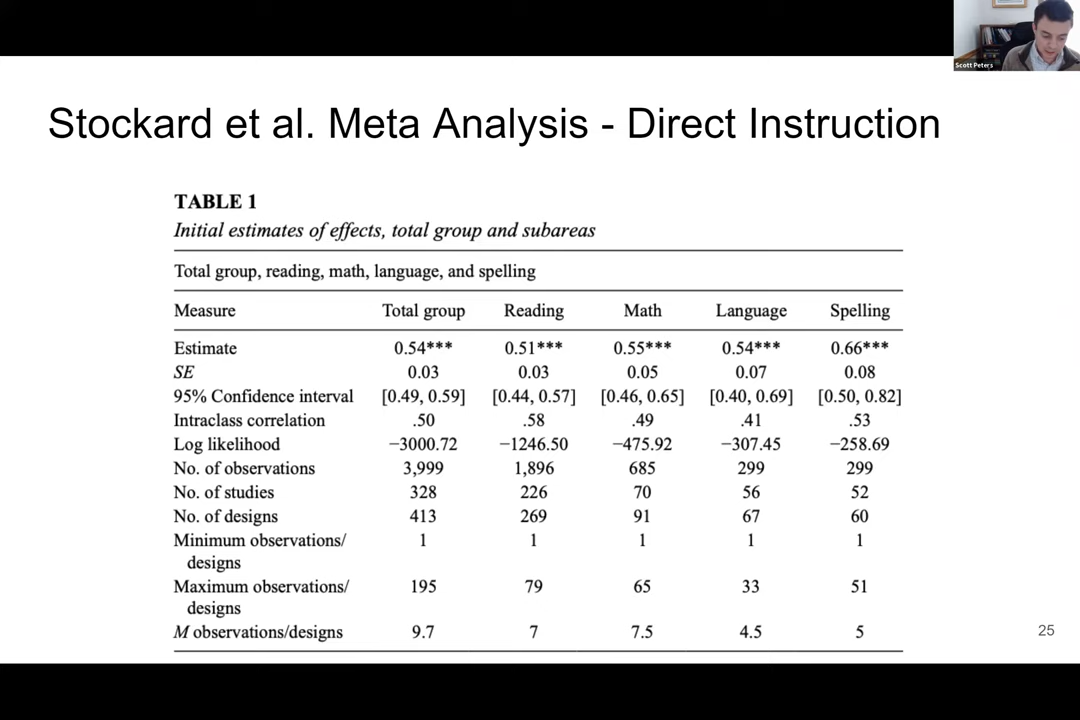 Scott Peters
Stockard et al. Meta Analysis - Direct Instruction
TABLE 1
Initial estimates of effects, total group and subareas
Total group, reading, math, language, and spelling
Measure Total group Reading Math Language Spelling
Estimate 0.54*** 0.51*** 0.55*** 0.54*** 0.66***
SE 0.03 0.03 0.05 0.07 0.08
95% Confidence interval [0.49, 0.59] [0.44, 0.57] [0.46, 0.65] [0.40, 0.69] [0.50, 0.82]
Intraclass correlation .50 .58 .49 .41 .53
Log likelihood −3000.72 −1246.50 −475.92 −307.45 −258.69
No. of observations 3,999 1,896 685 299 299
No. of studies 328 226 70 56 52
No. of designs 413 269 91 67 60
Minimum observations/ 1 1 1 1 1
designs
Maximum observations/ 195 79 65 33 51
designs
M observations/designs 9.7 7 7.5 4.5 5
25